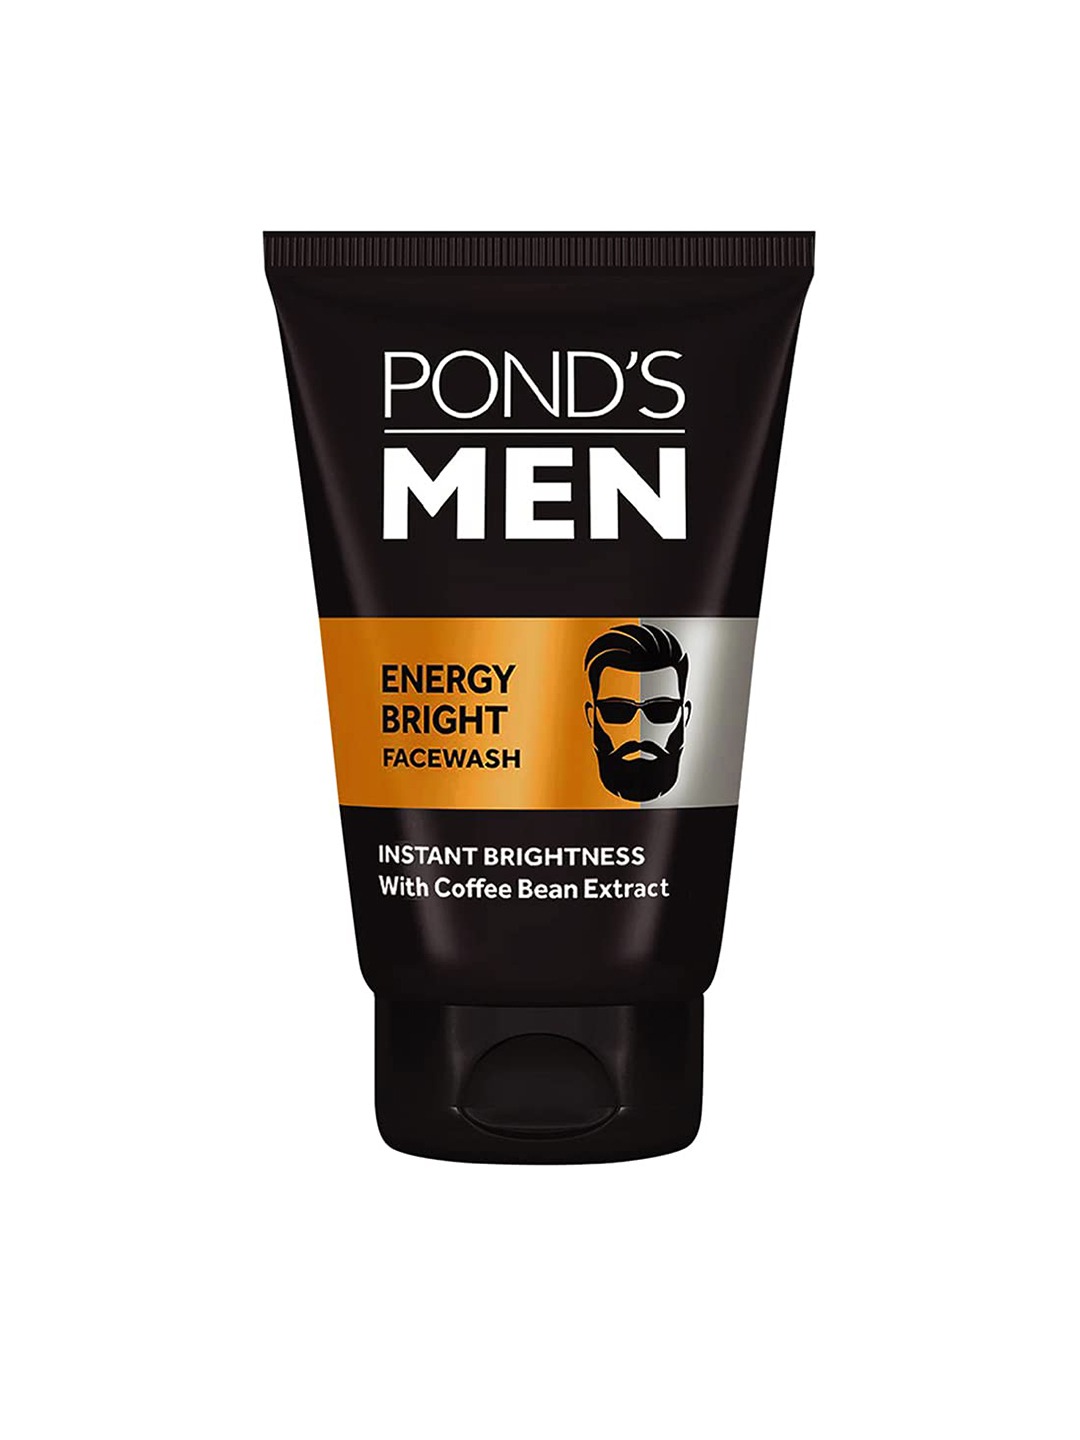 POND'S
MEN
ENERGY
BRIGHT
FACEWASH
INSTANT BRIGHTNESS
With Coffee Bean Extract